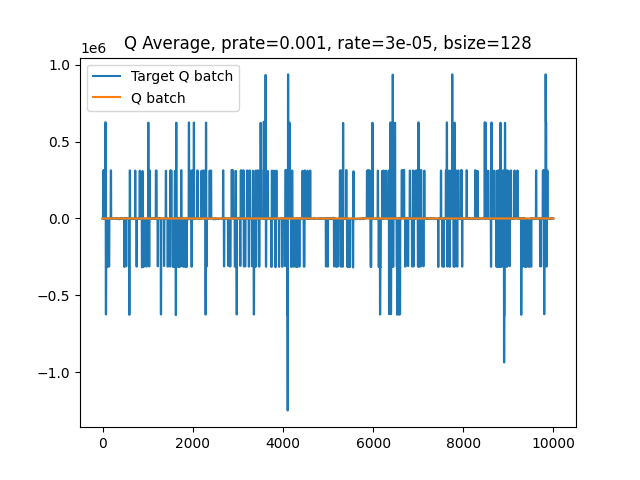 Q Average, prate=0.001, rate=3e-05, bsize=128
1e6
Target Q batch
Q batch
1.0
0.5
0.0
−0.5
−1.0
0 2000 4000 6000 8000 10000